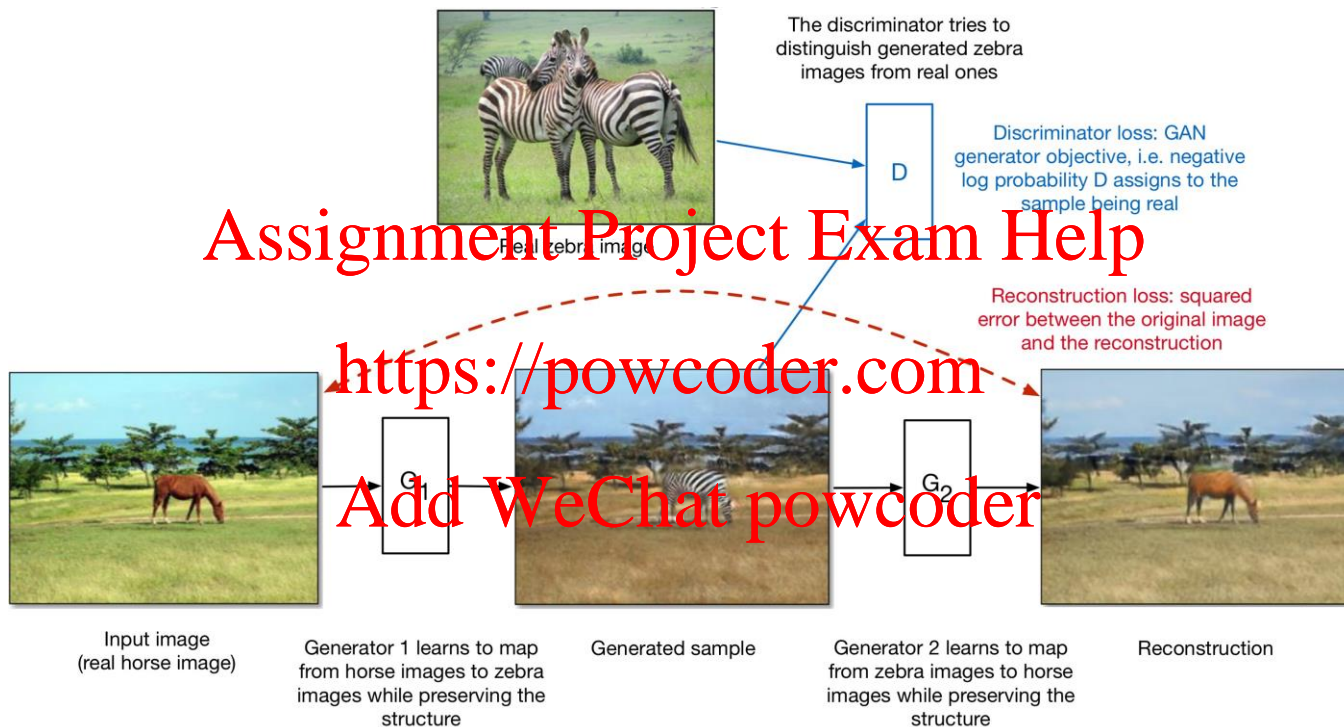 The discriminator tries to
distinguish generated zebra
images from real ones
D
Discriminator loss: GAN
generator objective, i.e. negative
log probability D assigns to the
sample being real
Real zebra image
Assignment Project Exam Help
Reconstruction loss: squared
error between the original image
and the reconstruction
https://powcoder.com
G1
G2
Add WeChat powcoder
Input image
(real horse image)
Generator 1 learns to map
from horse images to zebra
images while preserving the
structure
Generated sample
Generator 2 learns to map
from zebra images to horse
images while preserving the
structure
Reconstruction